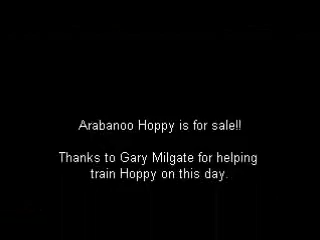 Arabanoo Hoppy is for sale!!
Thanks to Gary Milgate for helping
train Hoppy on this day.